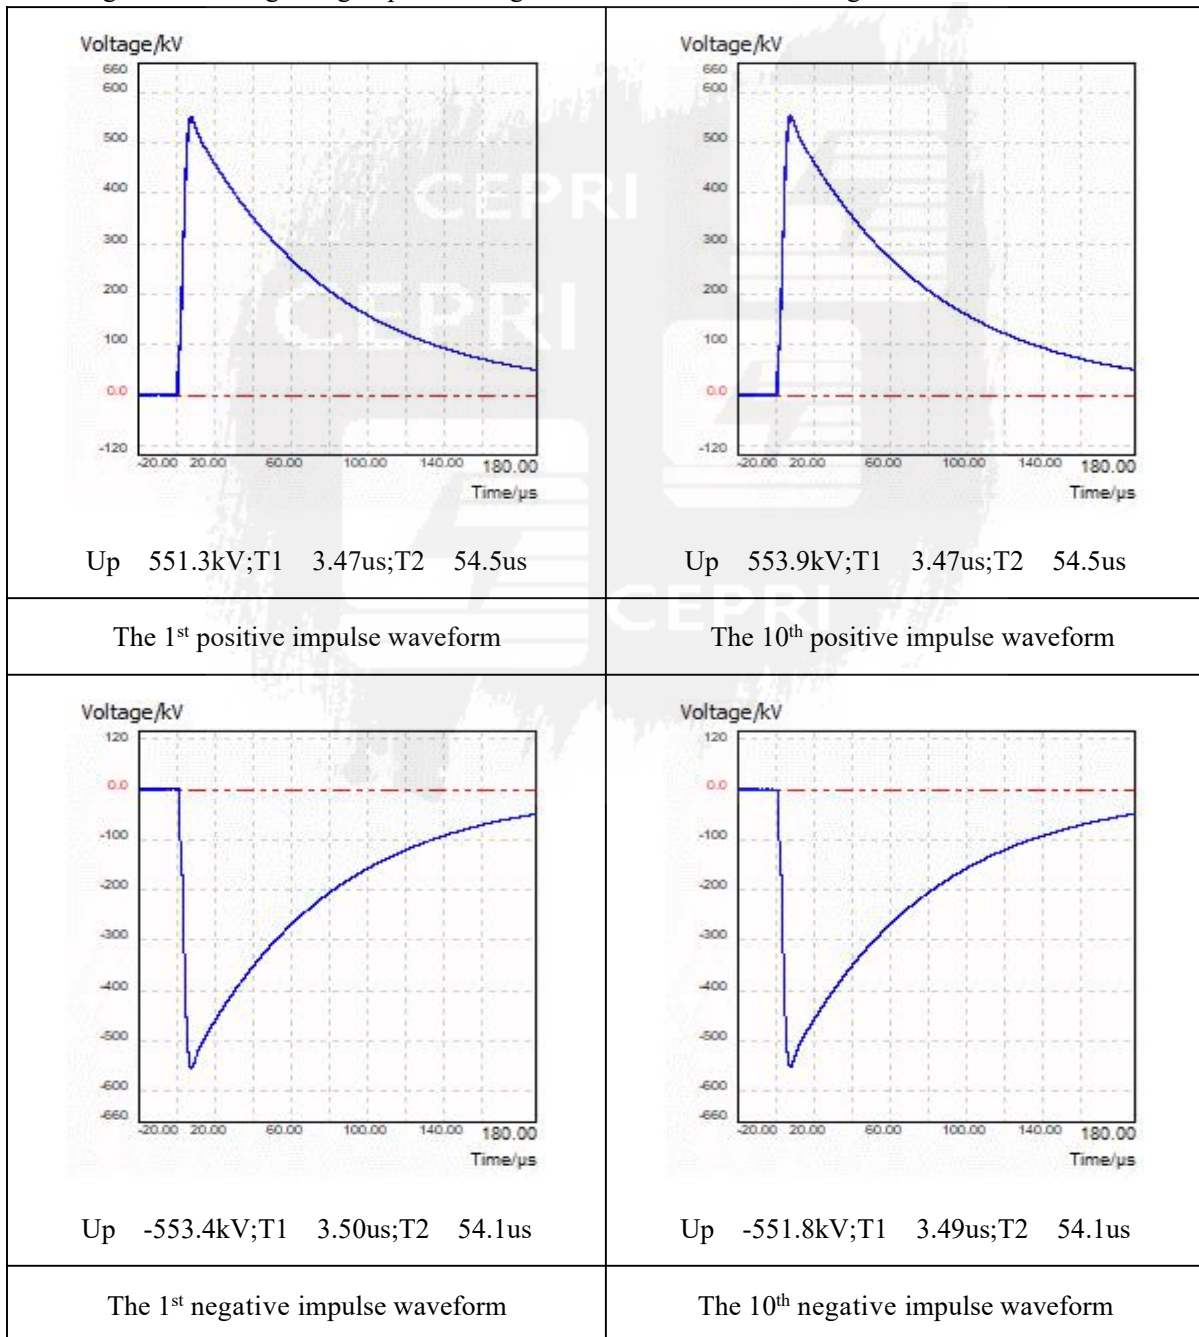 Voltage/kV
660
600
500
400
300
200
100
0.0
-120
-20.00 20.00 60.00 100.00 140.00 180.00
Time/μs
Up 551.3kV;T1 3.47us;T2 54.5us
The 1st positive impulse waveform
Voltage/kV
660
600
500
400
300
200
100
0.0
-120
-20.00 20.00 60.00 100.00 140.00 180.00
Time/μs
Up 553.9kV;T1 3.47us;T2 54.5us
The 10th positive impulse waveform
Voltage/kV
120
0.0
-100
-200
-300
-400
-500
-600
-660
-20.00 20.00 60.00 100.00 140.00 180.00
Time/μs
Up -553.4kV;T1 3.50us;T2 54.1us
The 1st negative impulse waveform
Voltage/kV
120
0.0
-100
-200
-300
-400
-500
-600
-660
-20.00 20.00 60.00 100.00 140.00 180.00
Time/μs
Up -551.8kV;T1 3.49us;T2 54.1us
The 10th negative impulse waveform
CEPRI
CEPRI
CEPRI